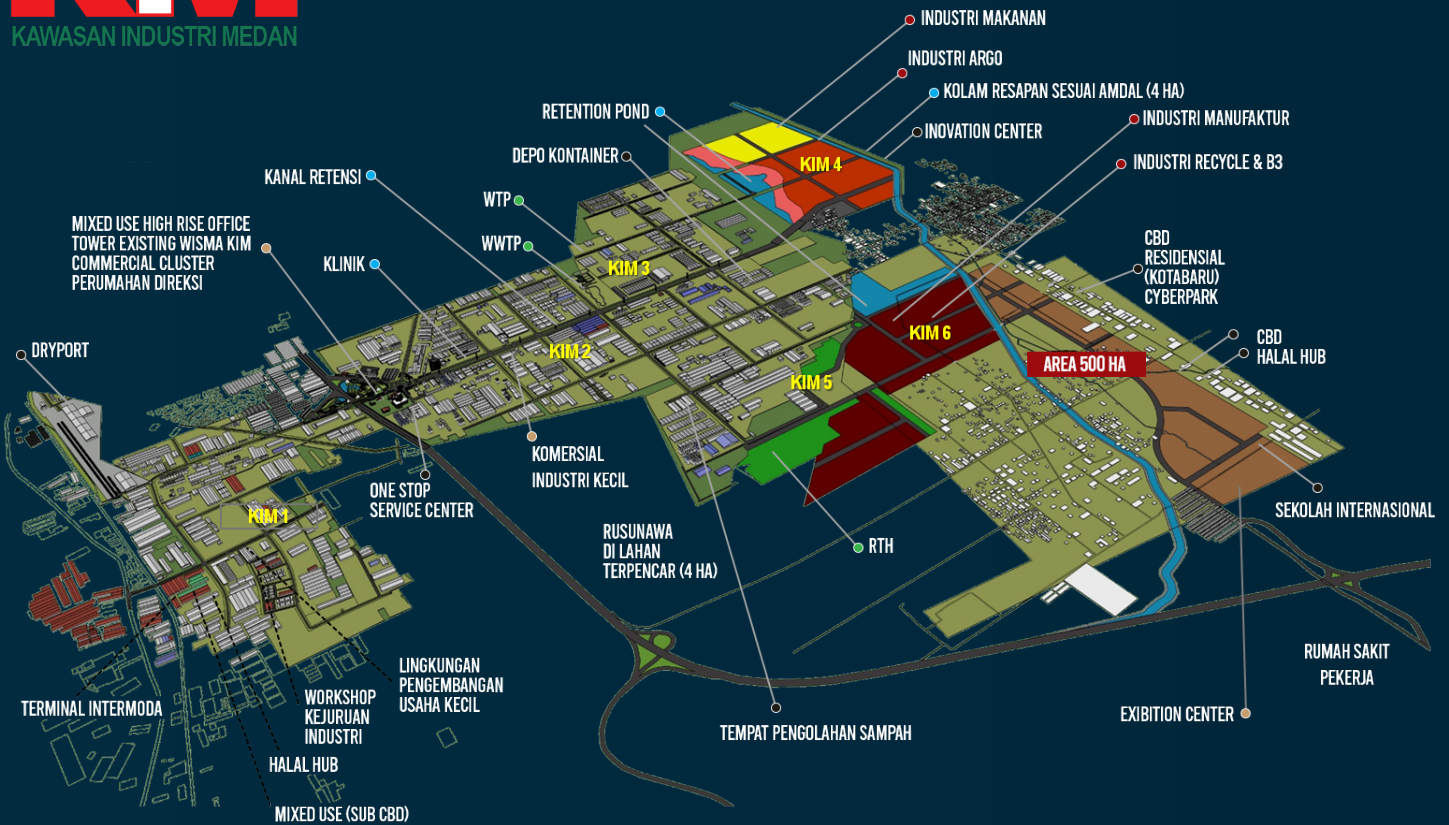 KIM
KAWASAN INDUSTRI MEDAN
INDUSTRI MAKANAN
INDUSTRI ARGO
KOLAM RESAPAN SESUAI AMDAL (4 HA)
RETENTION POND
INDUSTRI MANUFAKTUR
INOVATION CENTER
DEPO KONTAINER
INDUSTRI RECYCLE & B3
KIM 4
KANAL RETENSI
WTP
MIXED USE HIGH RISE OFFICE
TOWER EXISTING WISMA KIM
COMMERCIAL CLUSTER
PERUMAHAN DIREKSI
WWTP
KLINIK
KIM 3
CBD
RESIDENSIAL
(KOTABARU)
CYBERPARK
KIM 6
DRYPORT
KIM 2
CBD
HALAL HUB
AREA 500 HA
KIM 5
KOMERSIAL
INDUSTRI KECIL
ONE STOP
SERVICE CENTER
KIM 1
SEKOLAH INTERNASIONAL
RUSUNAWA
DI LAHAN
TERPENCAR (4 HA)
RTH
LINGKUNGAN
PENGEMBANGAN
USAHA KECIL
RUMAH SAKIT
PEKERJA
TERMINAL INTERMODA
WORKSHOP
KEJURUAN
INDUSTRI
EXIBITION CENTER
TEMPAT PENGOLAHAN SAMPAH
HALAL HUB
MIXED USE (SUB CBD)